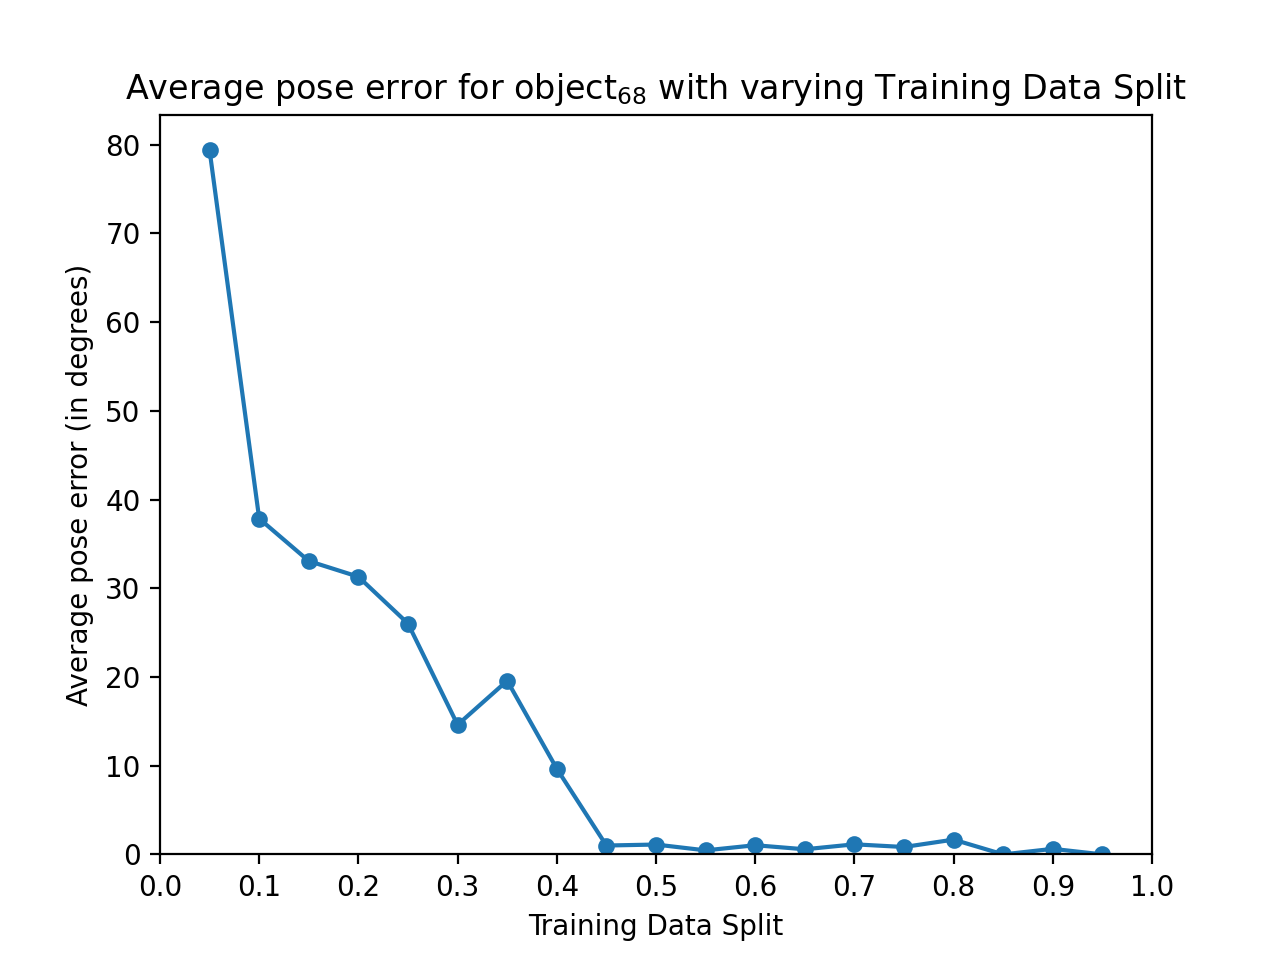 Average pose error for object₆₈ with varying Training Data Split
Average pose error (in degrees)
80
70
60
50
40
30
20
10
0
0.0 0.1 0.2 0.3 0.4 0.5 0.6 0.7 0.8 0.9 1.0
Training Data Split